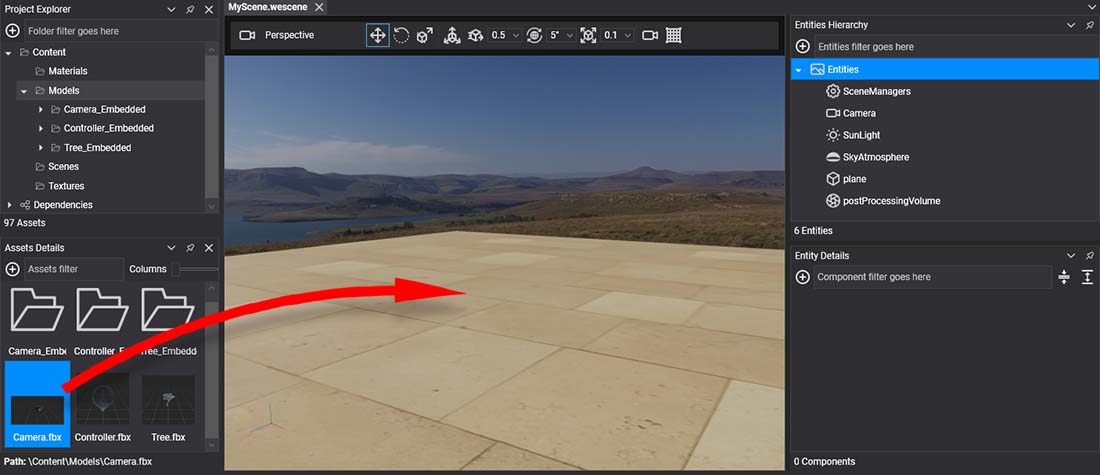 Project Explorer
Folder filter goes here
Content
Materials
Models
Camera_Embedded
Controller_Embedded
Tree_Embedded
Scenes
Textures
Dependencies
97 Assets
Assets Details
Assets filter
Columns
Camera_Embe
Controller_E
Tree_Embedd
Camera.fbx
Controller.fbx
Tree.fbx
Path: \Content\Models\Camera.fbx
MyScene.wescene
Perspective
0.5
5°
0.1
Entities Hierarchy
Entities filter goes here
Entities
SceneManagers
Camera
SunLight
SkyAtmosphere
plane
postProcessingVolume
6 Entities
Entity Details
Component filter goes here
0 Components